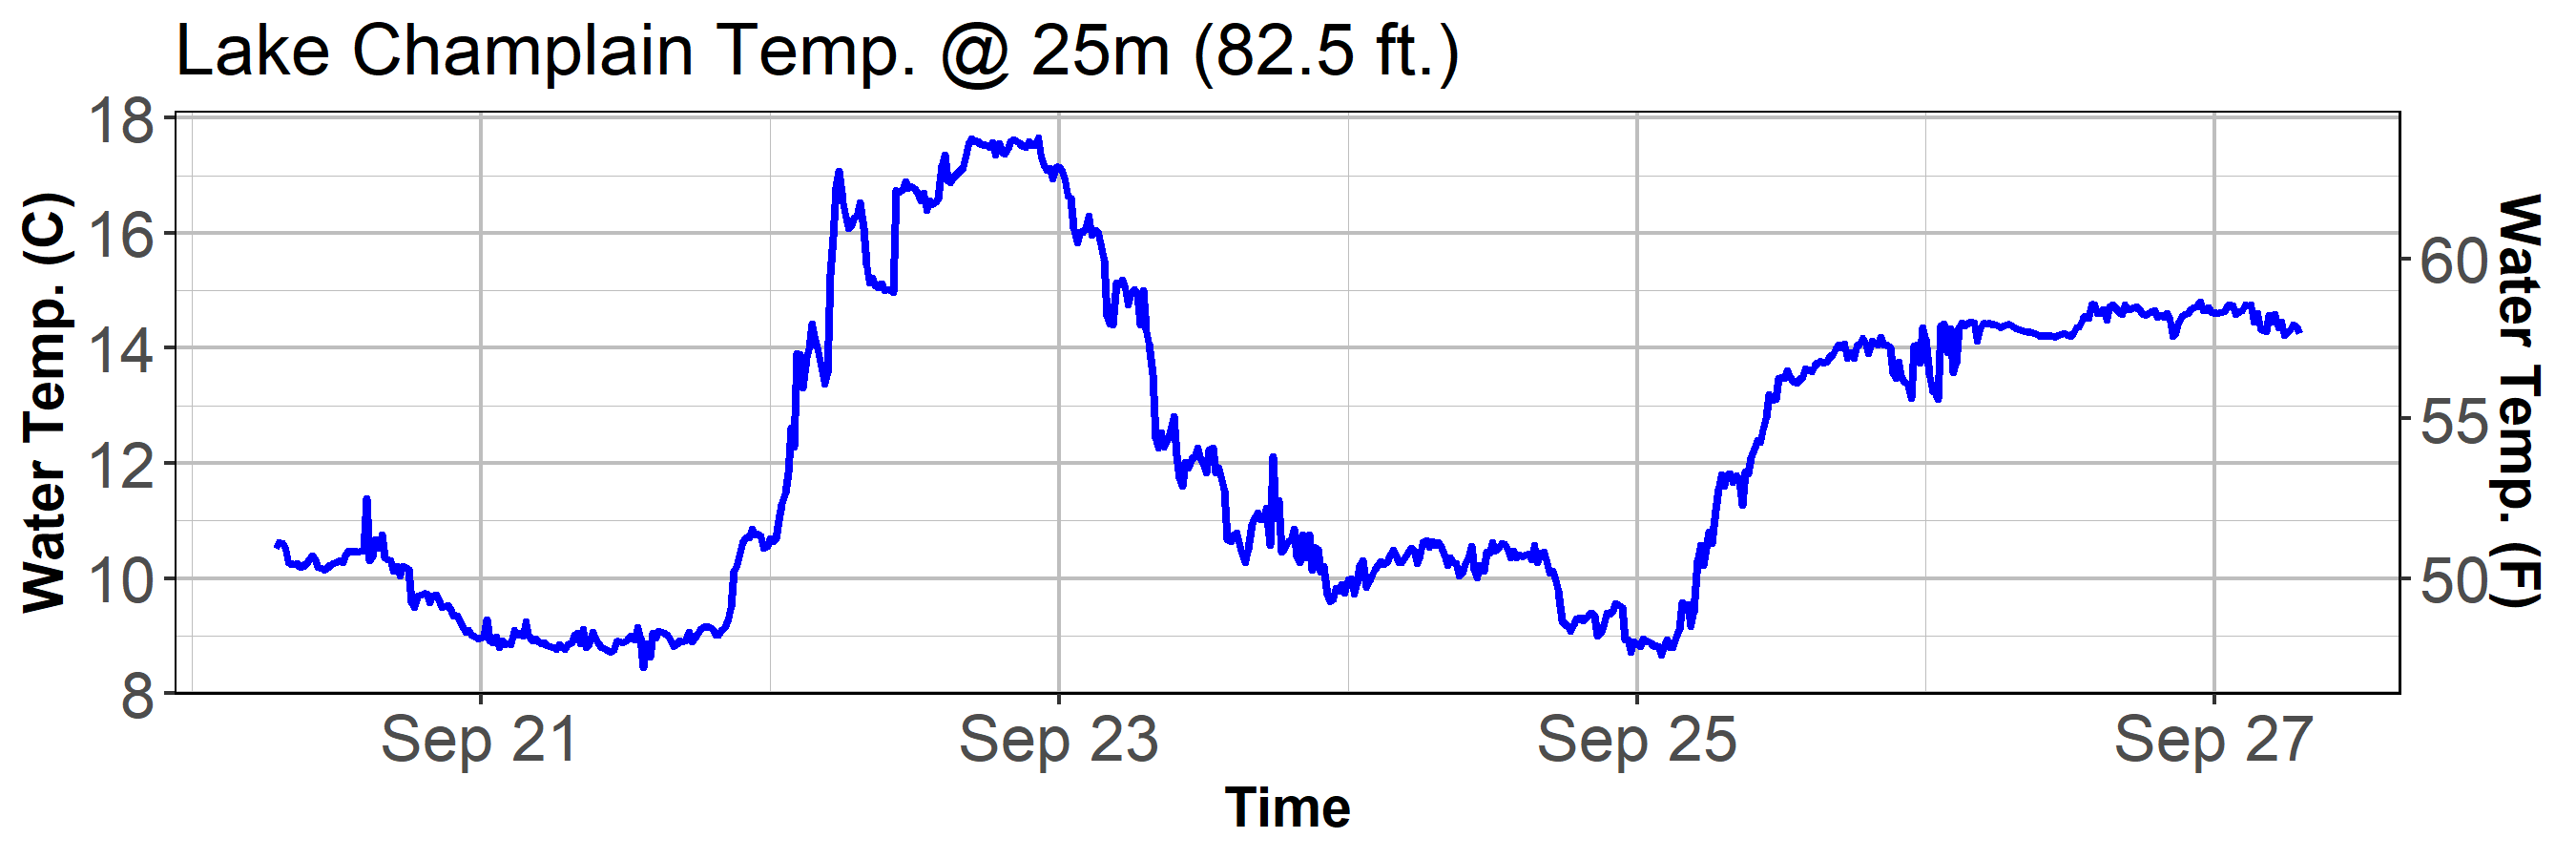 Lake Champlain Temp. @ 25m (82.5 ft.)
Water Temp. (C)
18
16
14
12
10
8
60
55
50
Water Temp. (F)
Sep 21
Sep 23
Sep 25
Sep 27
Time